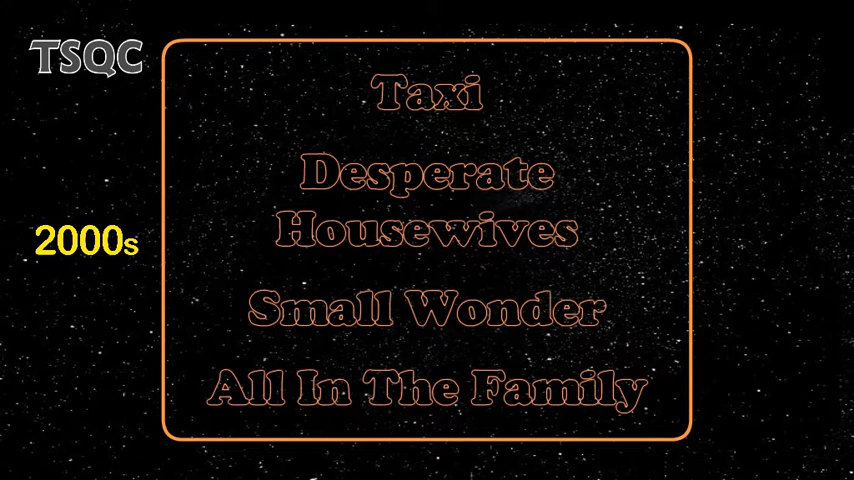 TSQC
Taxi
Desperate
Housewives
2000s
Small Wonder
All In The Family